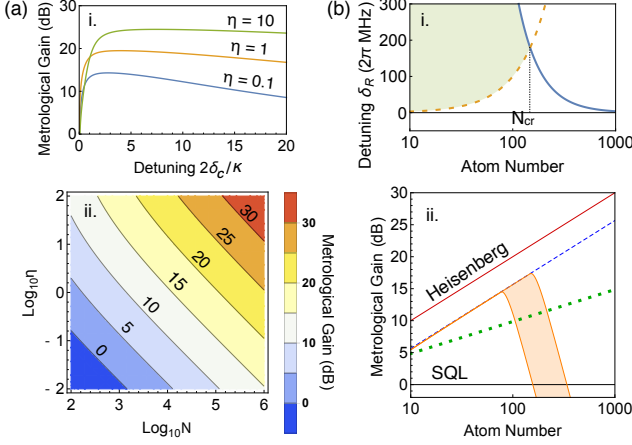 (a)
i.
Metrological Gain (dB)
30
20
10
0
η = 10
η = 1
η = 0.1
0
5
10
15
20
Detuning 2δc/κ
ii.
Log10η
2
1
0
- 1
- 2
0
5
10
15
20
25
30
2
3
4
5
6
Log10N
30
20
10
0
Metrological Gain (dB)
(b)
i.
Detuning δR (2π MHz)
300
200
100
0
Ncr
10
100
1000
Atom Number
ii.
Metrological Gain (dB)
30
25
20
15
10
5
0
Heisenberg
SQL
10
100
1000
Atom Number